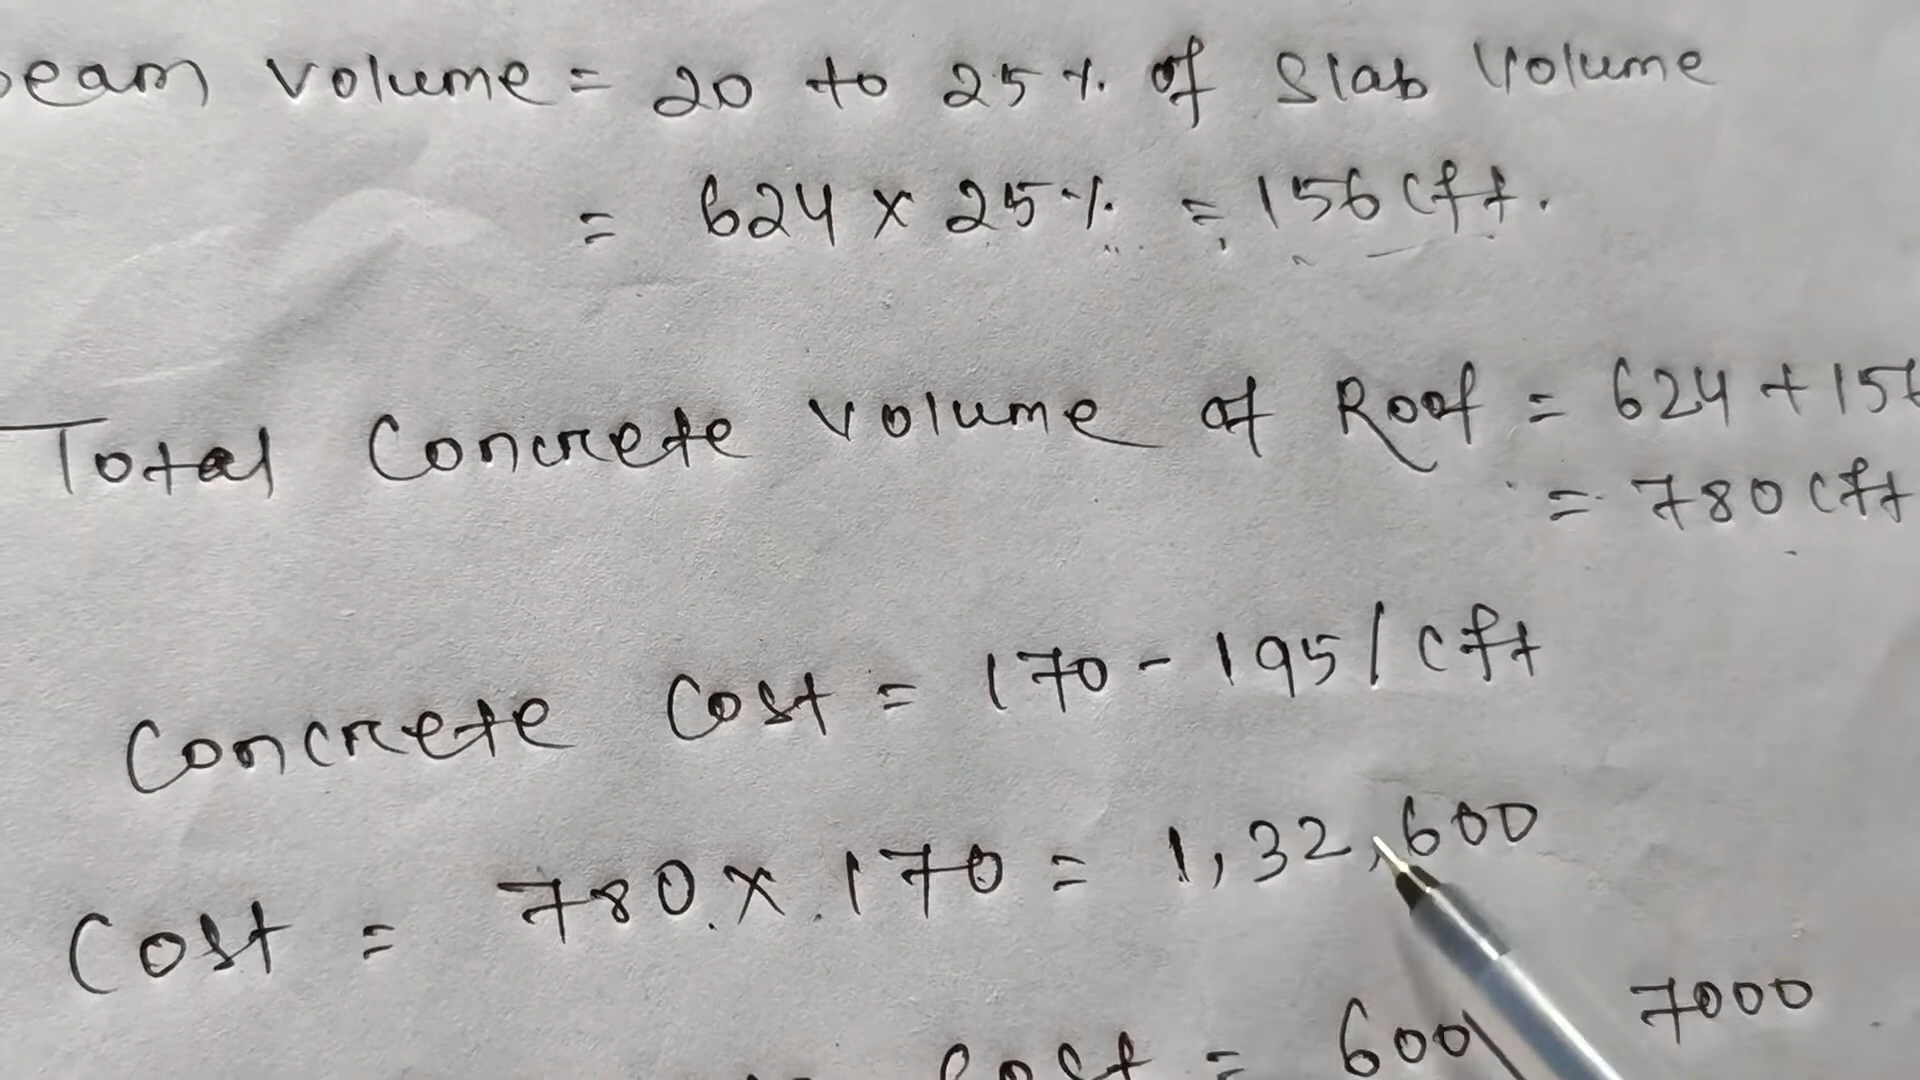 eam volume = 20 to 25% of Slab Volume
= 624 × 25% = 156 cft.
Total Concrete volume of Roof = 624 + 15
= 780 cft
Concrete Cost = 170 - 195/cft
Cost = 780 × 170 = 1,32,600
Cost = 600 7000